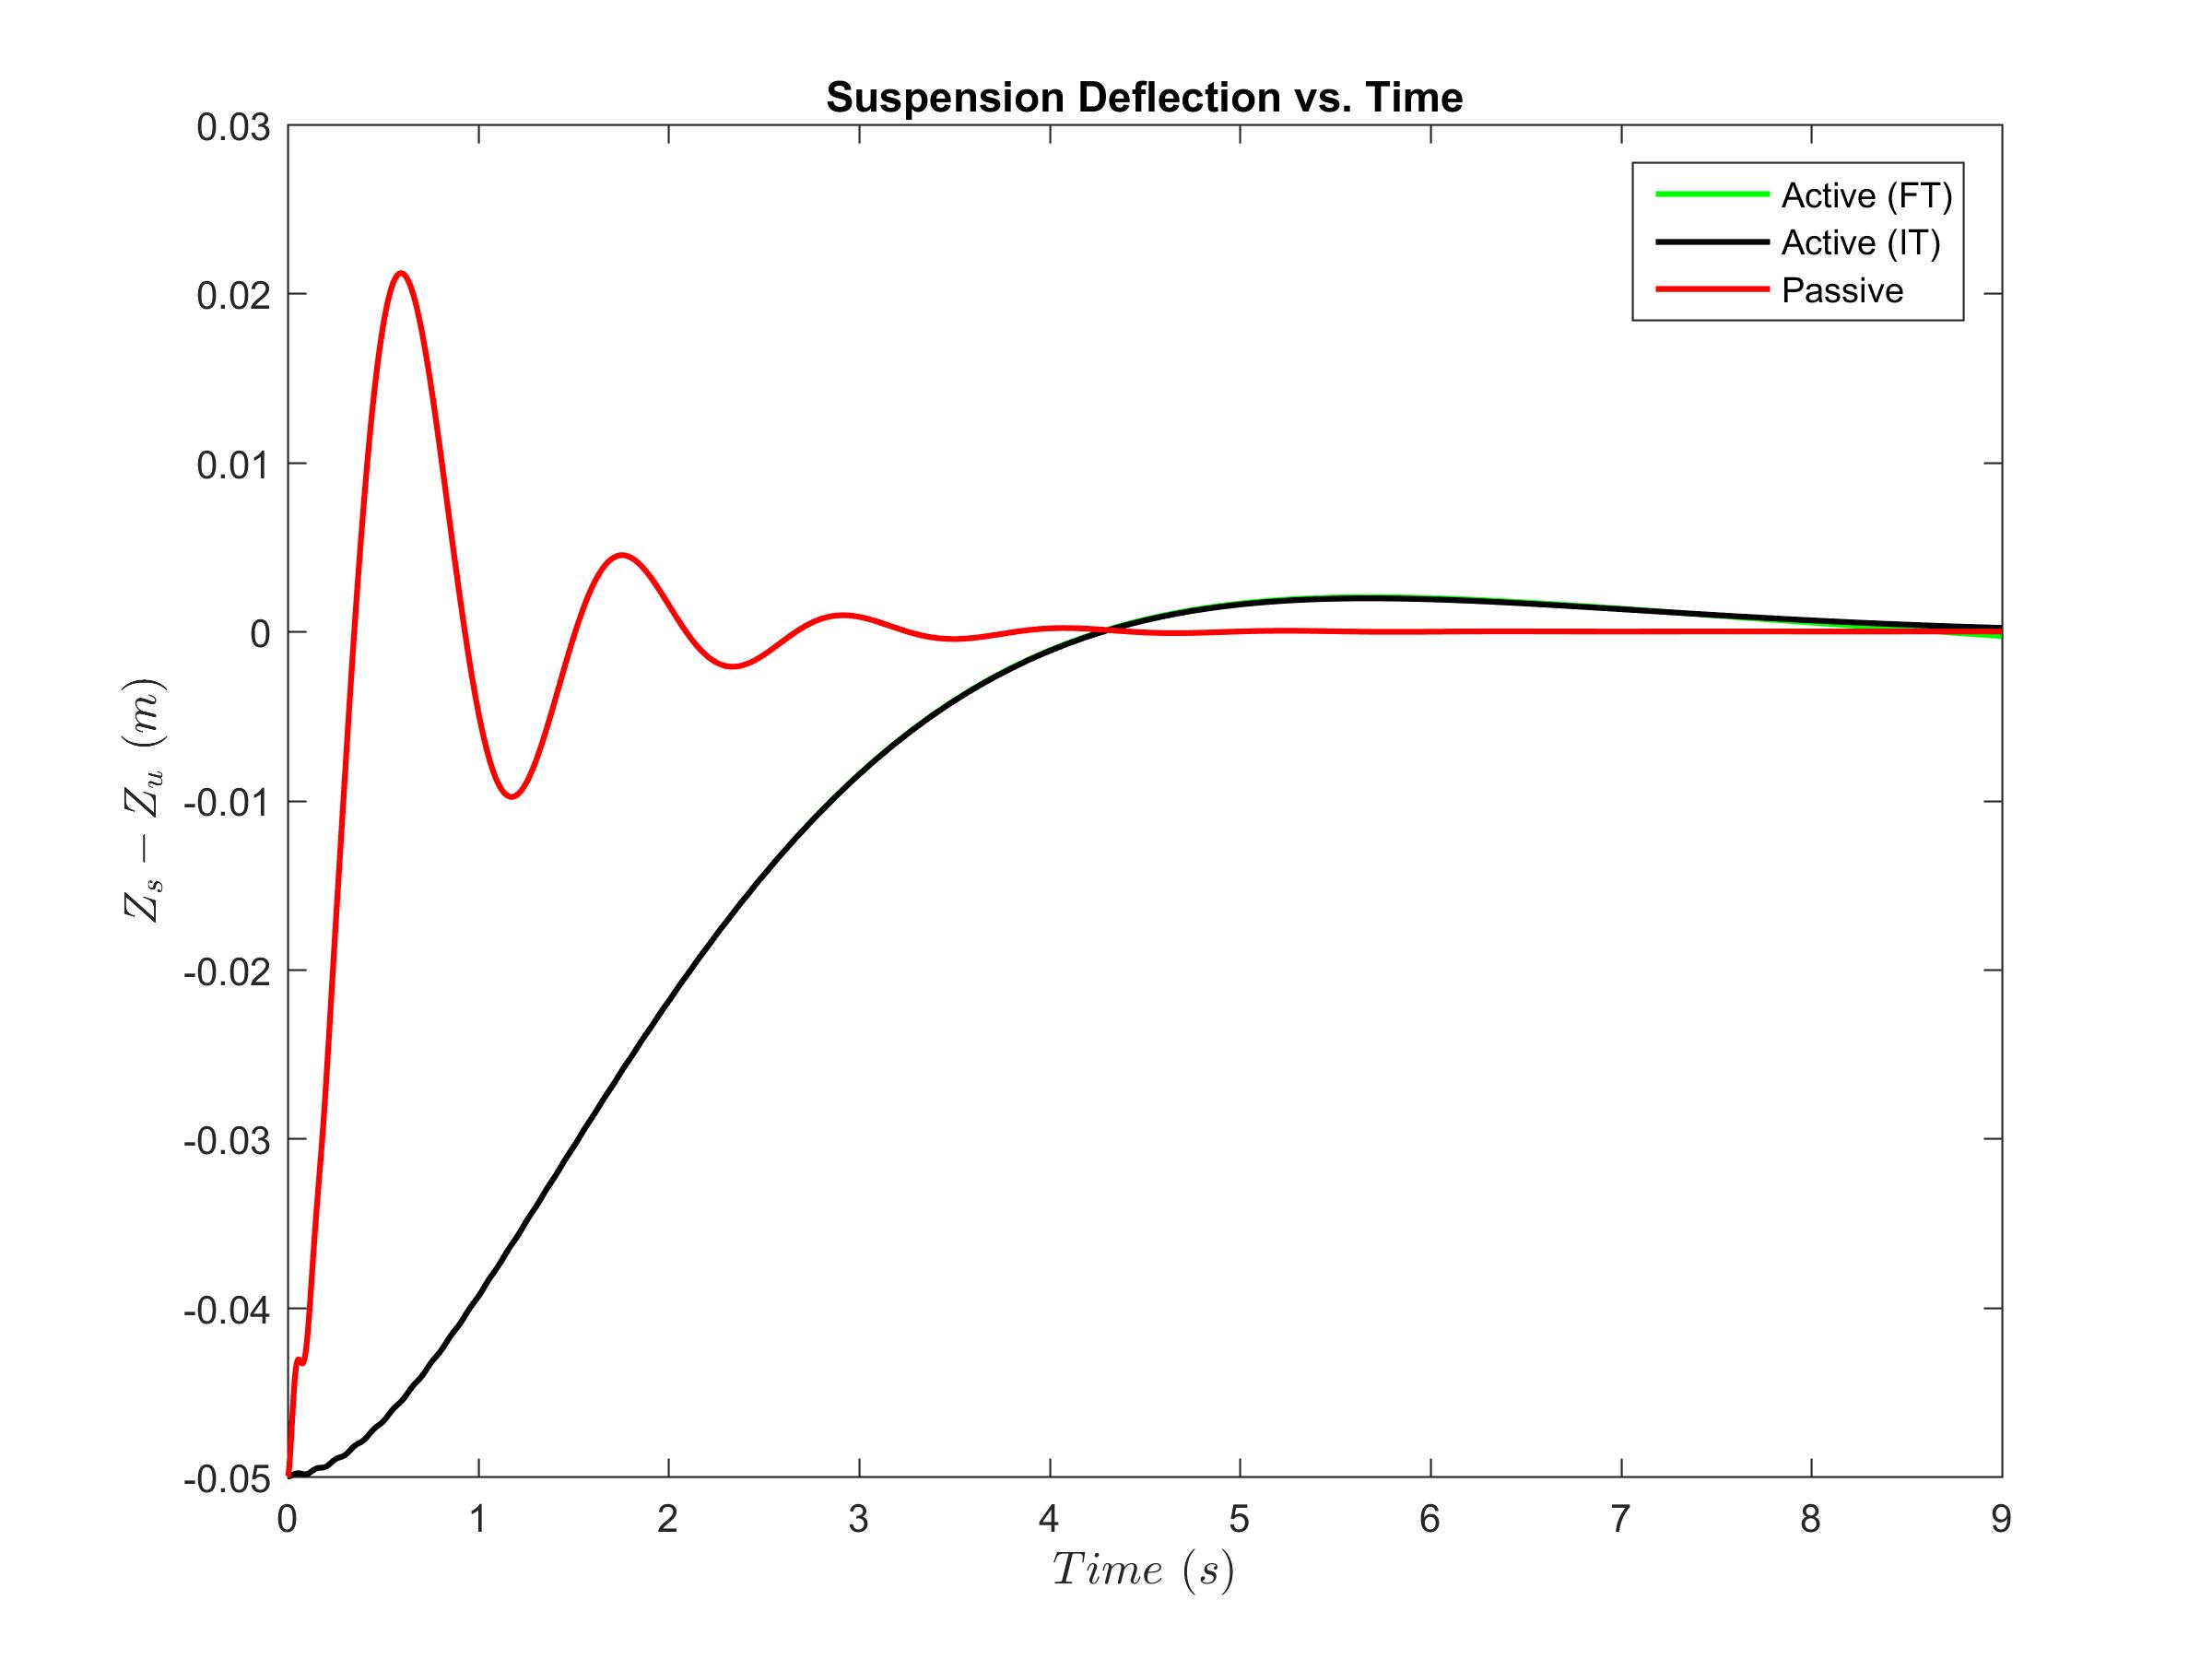 Suspension Deflection vs. Time
0.03
0.02
0.01
0
-0.01
-0.02
-0.03
-0.04
-0.05
Z_s − Z_u (m)
Active (FT)
Active (IT)
Passive
0 1 2 3 4 5 6 7 8 9
Time (s)